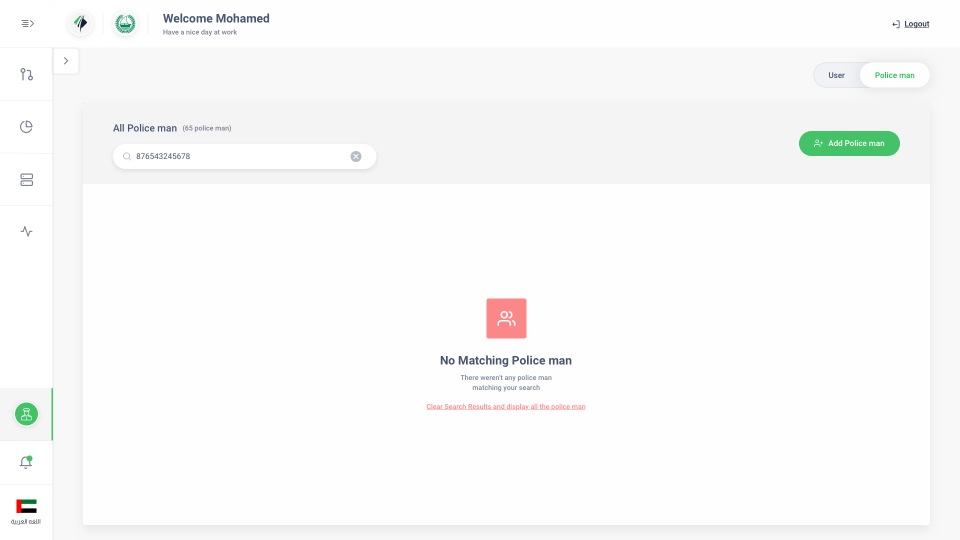 Welcome Mohamed
Have a nice day at work
Logout
User
Police man
All Police man (65 police man)
876543245678
Add Police man
No Matching Police man
There weren't any police man
matching your search
Clear Search Results and display all the police man
اللغه العربية